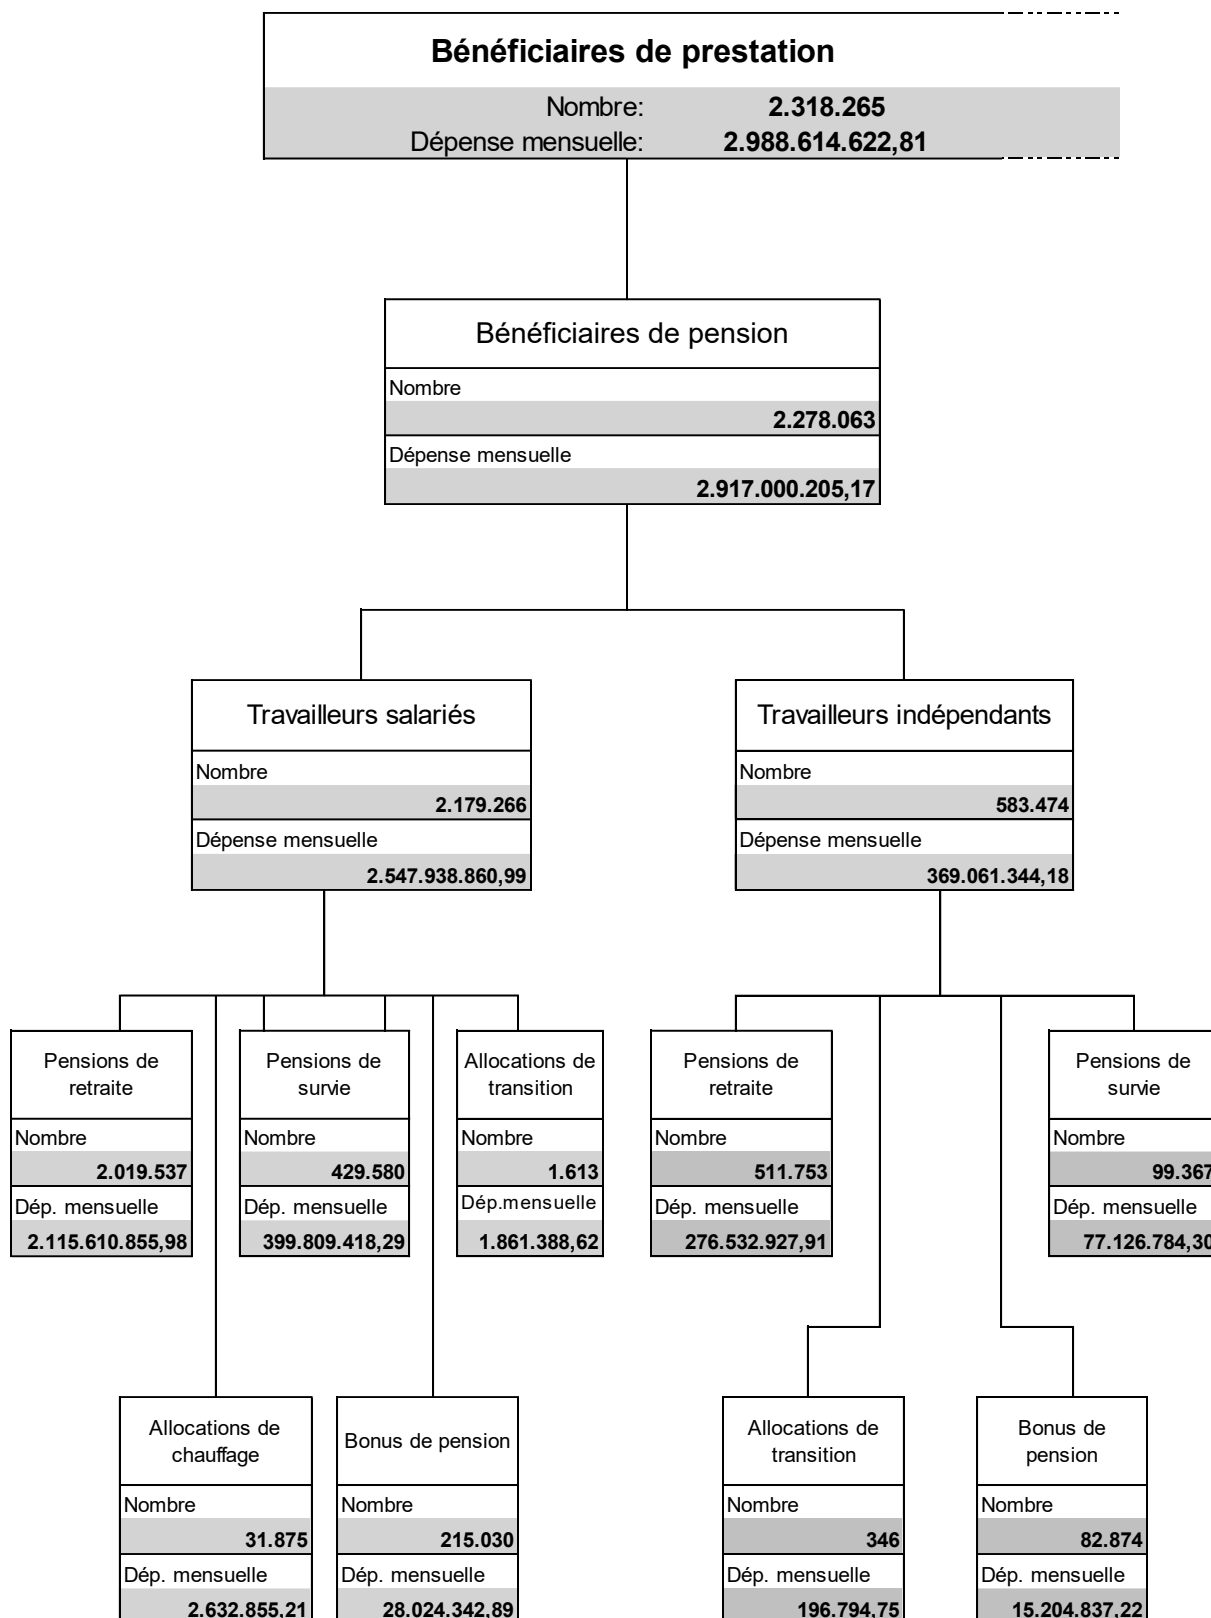 Bénéficiaires de prestation
Nombre: 2.318.265
Dépense mensuelle: 2.988.614.622,81
Bénéficiaires de pension
Nombre
2.278.063
Dépense mensuelle
2.917.000.205,17
Travailleurs salariés
Nombre
2.179.266
Dépense mensuelle
2.547.938.860,99
Travailleurs indépendants
Nombre
583.474
Dépense mensuelle
369.061.344,18
Pensions de
retraite
Nombre
2.019.537
Dép. mensuelle
2.115.610.855,98
Pensions de
survie
Nombre
429.580
Dép. mensuelle
399.809.418,29
Allocations de
transition
Nombre
1.613
Dép.mensuelle
1.861.388,62
Pensions de
retraite
Nombre
511.753
Dép. mensuelle
276.532.927,91
Pensions de
survie
Nombre
99.367
Dép. mensuelle
77.126.784,30
Allocations de
chauffage
Nombre
31.875
Dép. mensuelle
2.632.855,21
Bonus de pension
Nombre
215.030
Dép. mensuelle
28.024.342,89
Allocations de
transition
Nombre
346
Dép. mensuelle
196.794,75
Bonus de
pension
Nombre
82.874
Dép. mensuelle
15.204.837,22